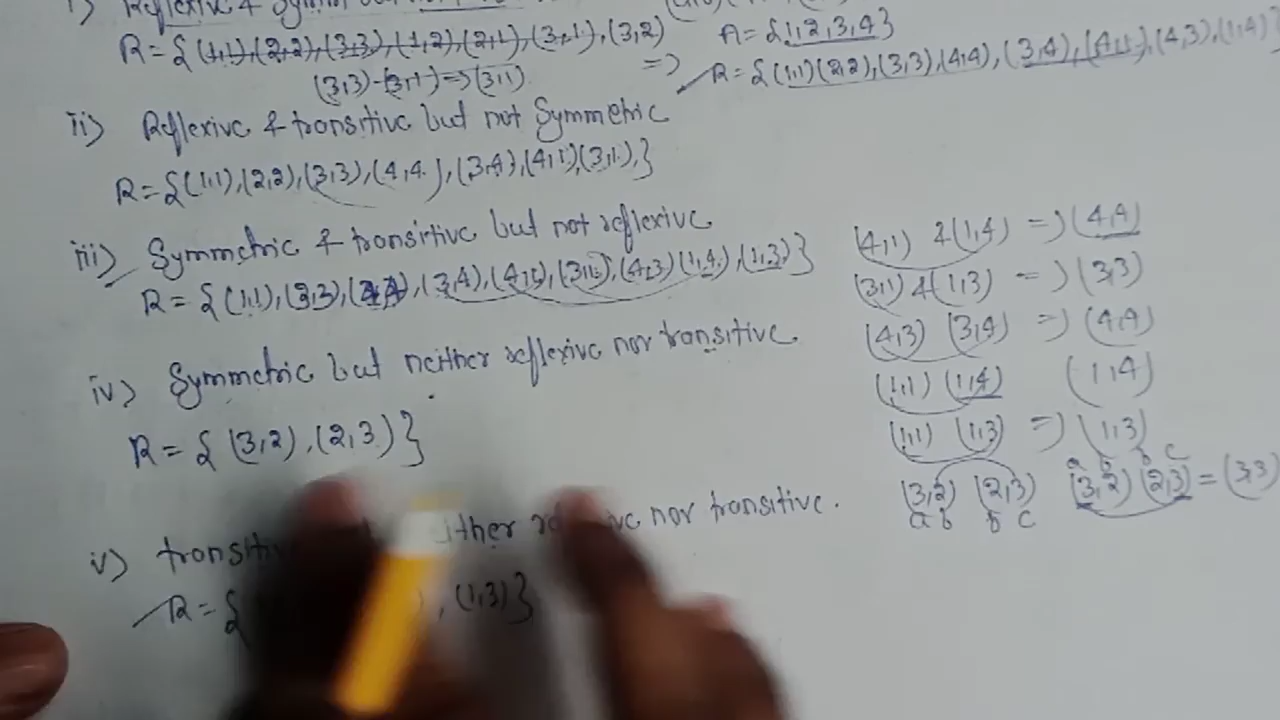 i) Reflexive & Symm
R = {(1,1),(2,2),(3,3),(1,2),(2,1),(3,1),(3,2)
(3,3)-(3,1) => (3,1)
A = {1,2,3,4}
=> R = {(1,1)(2,2),(3,3),(4,4),(3,4),(4,1),(4,3),(1,4)
ii) Reflexive & transitive but not Symmetric
R = {(1,1),(2,2),(3,3),(4,4),(3,4),(4,1)(3,1),}
iii) Symmetric & transitive but not reflexive
R = {(1,1),(3,3),(4,4),(3,4),(4,1),(3,1),(4,3)(1,4),(1,3)}
iv) Symmetric but neither reflexive nor transitive
R = {(3,2),(2,3)}
v) transiti ither nor transitive.
R = { ,(1,3)}
(4,1) & (1,4) => (4,4)
(3,1) & (1,3) => (3,3)
(4,3) (3,4) => (4,4)
(1,1) (1,4) (1,4)
(1,1) (1,3) => (1,3)
(3,2) (2,3) (3,2)(2,3) = (3,3)
a b b c